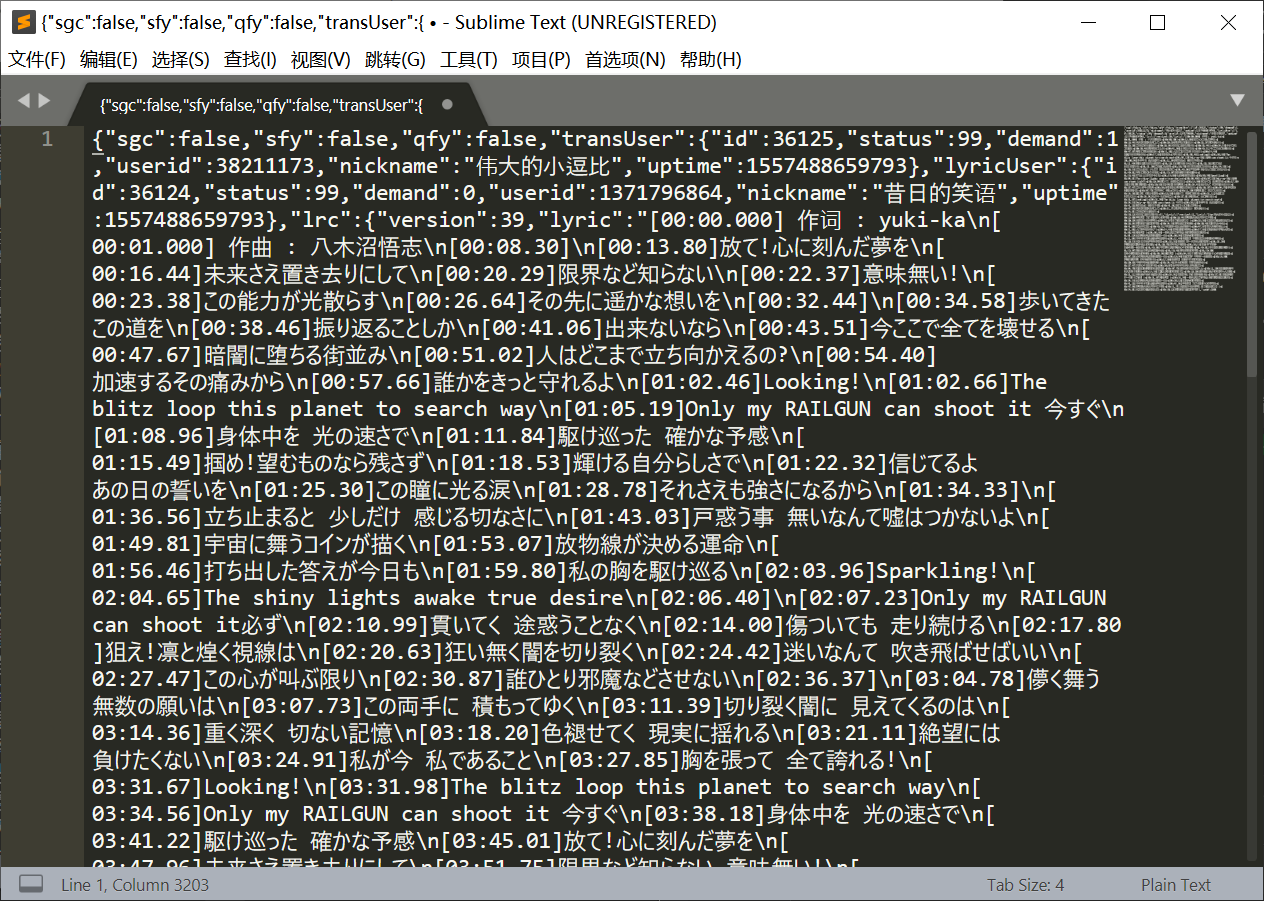 {"sgc":false,"sfy":false,"qfy":false,"transUser":{ • - Sublime Text (UNREGISTERED)
文件(F) 编辑(E) 选择(S) 查找(I) 视图(V) 跳转(G) 工具(T) 项目(P) 首选项(N) 帮助(H)
{"sgc":false,"sfy":false,"qfy":false,"transUser":{
1 {"sgc":false,"sfy":false,"qfy":false,"transUser":{"id":36125,"status":99,"demand":1
,"userid":38211173,"nickname":"伟大的小逗比","uptime":1557488659793},"lyricUser":{"i
d":36124,"status":99,"demand":0,"userid":1371796864,"nickname":"昔日的笑语","uptime"
:1557488659793},"lrc":{"version":39,"lyric":"[00:00.000] 作词 : yuki-ka\n[
00:01.000] 作曲 : 八木沼悟志\n[00:08.30]\n[00:13.80]放て!心に刻んだ夢を\n[
00:16.44]未来さえ置き去りにして\n[00:20.29]限界など知らない\n[00:22.37]意味無い!\n[
00:23.38]この能力が光散らす\n[00:26.64]その先に遥かな想いを\n[00:32.44]\n[00:34.58]歩いてきた
この道を\n[00:38.46]振り返ることしか\n[00:41.06]出来ないなら\n[00:43.51]今ここで全てを壊せる\n[
00:47.67]暗闇に堕ちる街並み\n[00:51.02]人はどこまで立ち向かえるの?\n[00:54.40]
加速するその痛みから\n[00:57.66]誰かをきっと守れるよ\n[01:02.46]Looking!\n[01:02.66]The
blitz loop this planet to search way\n[01:05.19]Only my RAILGUN can shoot it 今すぐ\n
[01:08.96]身体中を 光の速さで\n[01:11.84]駆け巡った 確かな予感\n[
01:15.49]掴め!望むものなら残さず\n[01:18.53]輝ける自分らしさで\n[01:22.32]信じてるよ
あの日の誓いを\n[01:25.30]この瞳に光る涙\n[01:28.78]それさえも強さになるから\n[01:34.33]\n[
01:36.56]立ち止まると 少しだけ 感じる切なさに\n[01:43.03]戸惑う事 無いなんて嘘はつかないよ\n[
01:49.81]宇宙に舞うコインが描く\n[01:53.07]放物線が決める運命\n[
01:56.46]打ち出した答えが今日も\n[01:59.80]私の胸を駆け巡る\n[02:03.96]Sparkling!\n[
02:04.65]The shiny lights awake true desire\n[02:06.40]\n[02:07.23]Only my RAILGUN
can shoot it必ず\n[02:10.99]貫いてく 途惑うことなく\n[02:14.00]傷ついても 走り続ける\n[02:17.80
]狙え!凛と煌く視線は\n[02:20.63]狂い無く闇を切り裂く\n[02:24.42]迷いなんて 吹き飛ばせばいい\n[
02:27.47]この心が叫ぶ限り\n[02:30.87]誰ひとり邪魔などさせない\n[02:36.37]\n[03:04.78]儚く舞う
無数の願いは\n[03:07.73]この両手に 積もってゆく\n[03:11.39]切り裂く闇に 見えてくるのは\n[
03:14.36]重く深く 切ない記憶\n[03:18.20]色褪せてく 現実に揺れる\n[03:21.11]絶望には
負けたくない\n[03:24.91]私が今 私であること\n[03:27.85]胸を張って 全て誇れる!\n[
03:31.67]Looking!\n[03:31.98]The blitz loop this planet to search way\n[
03:34.56]Only my RAILGUN can shoot it 今すぐ\n[03:38.18]身体中を 光の速さで\n[
03:41.22]駆け巡った 確かな予感\n[03:45.01]放て!心に刻んだ夢を\n[
03:47.96]未来さえ置き去りにして\n[03:51.75]限界など知らない 意味無い!\n[
Line 1, Column 3203 Tab Size: 4 Plain Text